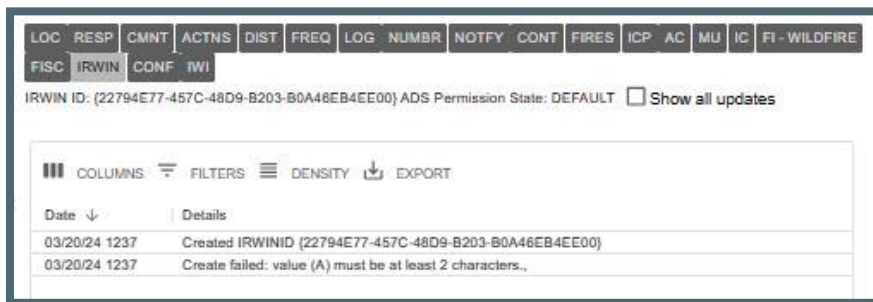 LOC RESP CMNT ACTNS DIST FREQ LOG NUMBR NOTFY CONT FIRES ICP AC MU IC FI - WILDFIRE
FISC IRWIN CONF IWI
IRWIN ID: {22794E77-457C-48D9-B203-B0A46EB4EE00} ADS Permission State: DEFAULT Show all updates
COLUMNS FILTERS DENSITY EXPORT
Date ↓ Details
03/20/24 1237 Created IRWINID {22794E77-457C-48D9-B203-B0A46EB4EE00}
03/20/24 1237 Create failed: value (A) must be at least 2 characters.,